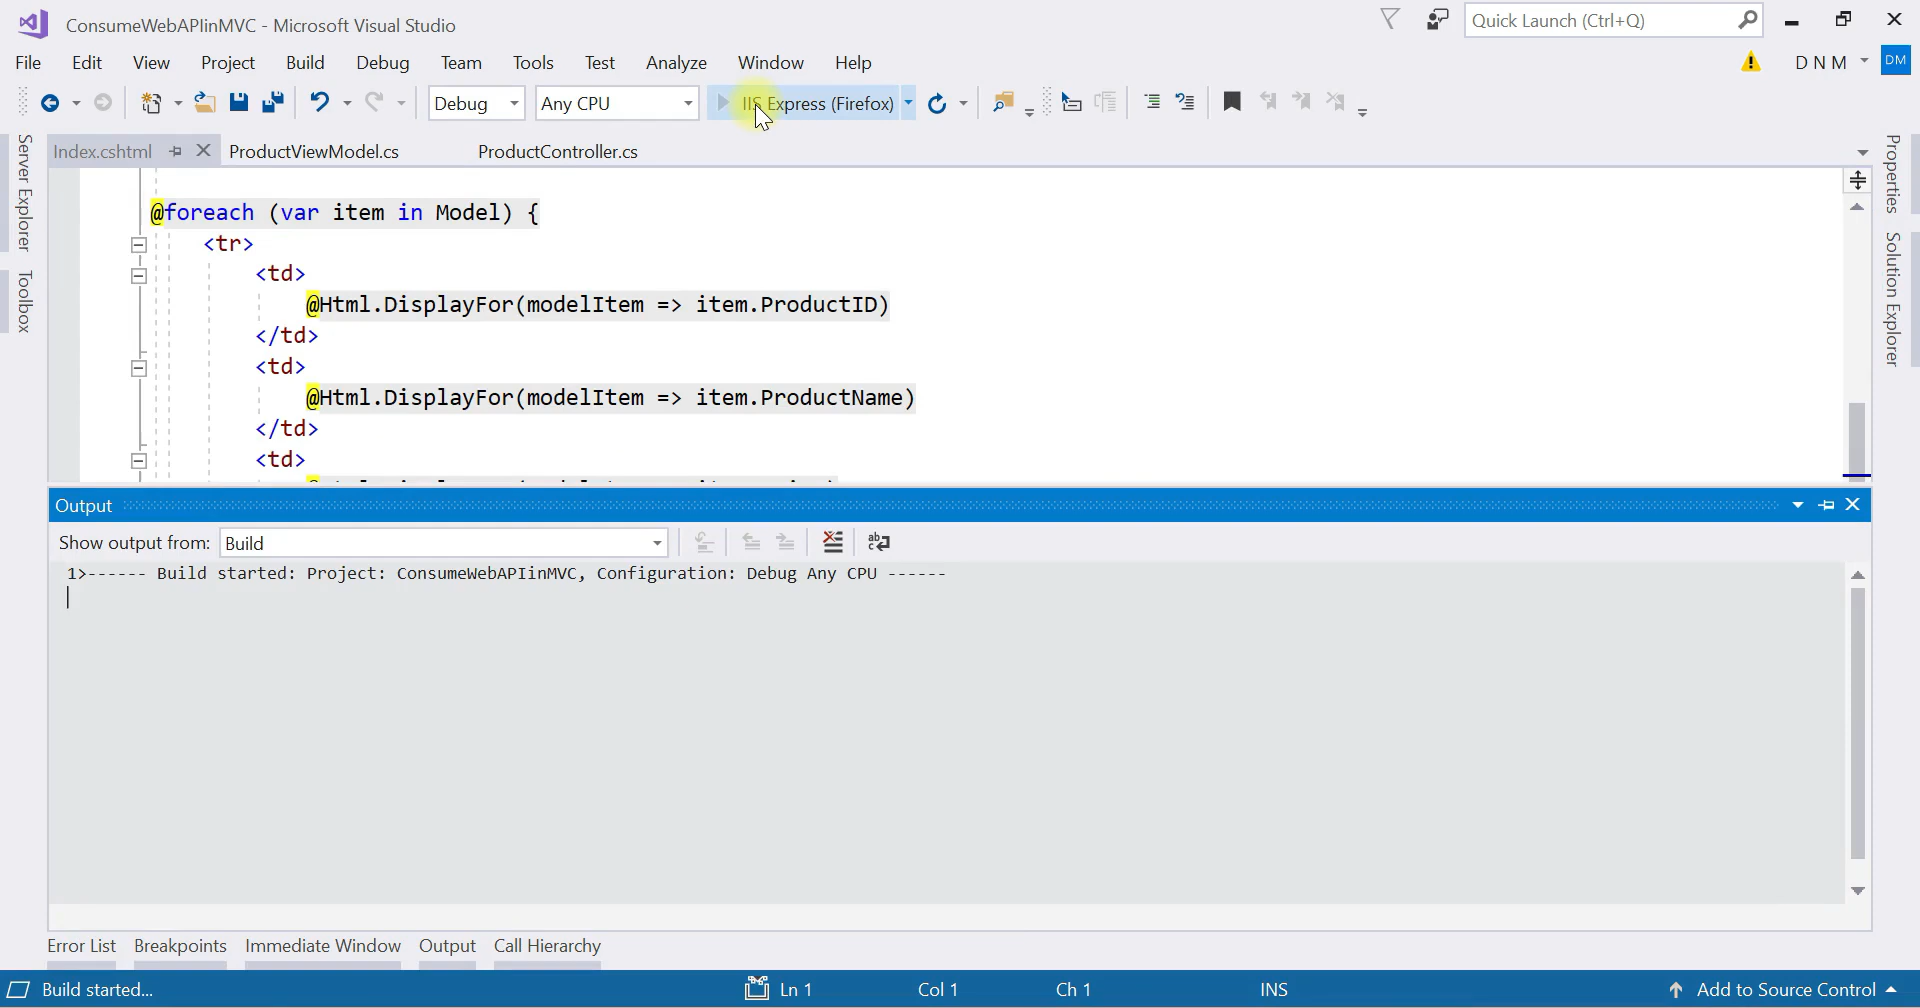 ConsumeWebAPIinMVC - Microsoft Visual Studio
Quick Launch (Ctrl+Q)
File Edit View Project Build Debug Team Tools Test Analyze Window Help
D N M DM
Debug Any CPU IIS Express (Firefox)
Index.cshtml ProductViewModel.cs ProductController.cs
Server Explorer
Toolbox
Properties
Solution Explorer
@foreach (var item in Model) {
<tr>
<td>
@Html.DisplayFor(modelItem => item.ProductID)
</td>
<td>
@Html.DisplayFor(modelItem => item.ProductName)
</td>
<td>
Output
Show output from: Build
1>------ Build started: Project: ConsumeWebAPIinMVC, Configuration: Debug Any CPU ------
Error List Breakpoints Immediate Window Output Call Hierarchy
Build started... Ln 1 Col 1 Ch 1 INS Add to Source Control